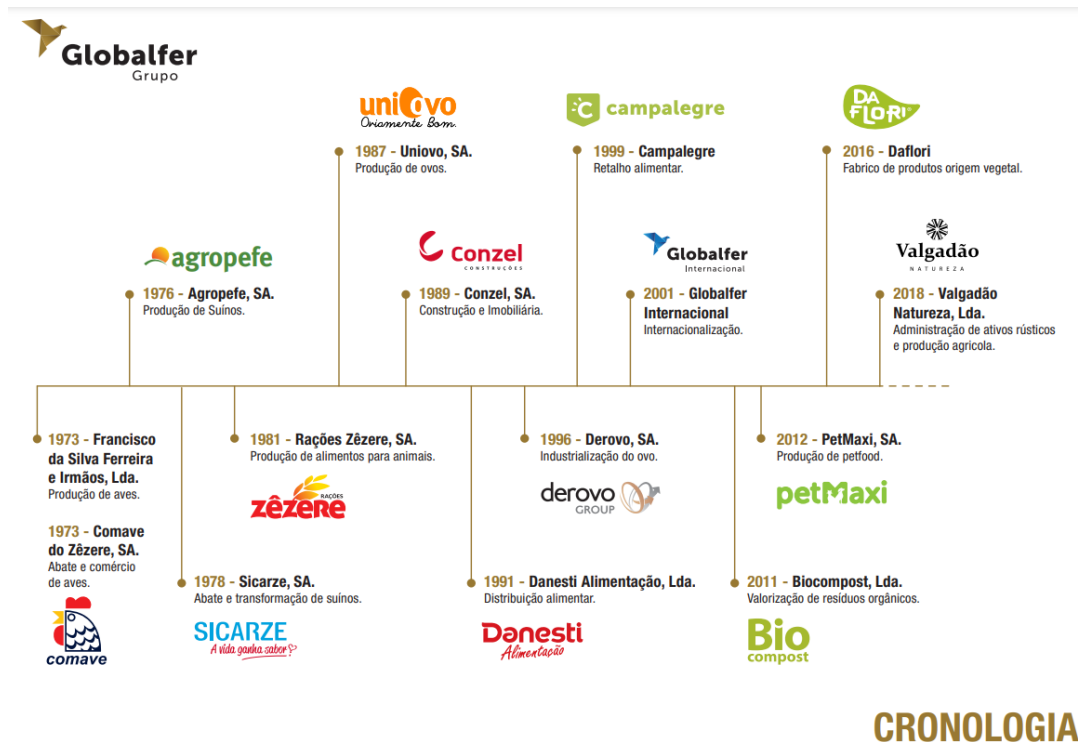 Globalfer
Grupo
uniovo
Oviamente Bom.
1987 - Uniovo, SA.
Produção de ovos.
campalegre
1999 - Campalegre
Retalho alimentar.
DA
FLORI
2016 - Daflori
Fabrico de produtos origem vegetal.
agropefe
1976 - Agropefe, SA.
Produção de Suínos.
Conzel
CONSTRUÇÕES
1989 - Conzel, SA.
Construção e Imobiliária.
Globalfer
Internacional
2001 - Globalfer
Internacional
Internacionalização.
Valgadão
NATUREZA
2018 - Valgadão
Natureza, Lda.
Administração de ativos rústicos
e produção agricola.
1973 - Francisco
da Silva Ferreira
e Irmãos, Lda.
Produção de aves.
1973 - Comave
do Zêzere, SA.
Abate e comércio
de aves.
comave
1978 - Sicarze, SA.
Abate e transformação de suínos.
SICARZE
A vida ganha sabor
1981 - Rações Zêzere, SA.
Produção de alimentos para animais.
RAÇÕES
zêzere
1991 - Danesti Alimentação, Lda.
Distribuição alimentar.
Danesti
Alimentação
1996 - Derovo, SA.
Industrialização do ovo.
derovo
GROUP
2011 - Biocompost, Lda.
Valorização de resíduos orgânicos.
Bio
compost
2012 - PetMaxi, SA.
Produção de petfood.
petMaxi
CRONOLOGIA